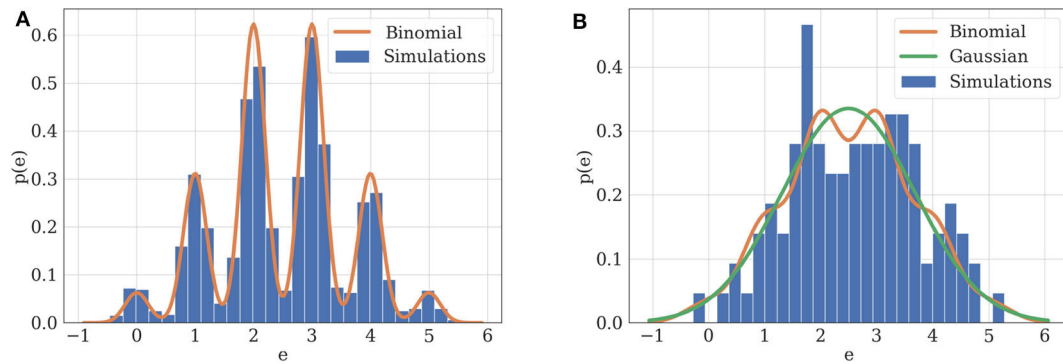 A
Binomial
Simulations
p(e)
0.6
0.5
0.4
0.3
0.2
0.1
0.0
−1 0 1 2 3 4 5 6
e
B
Binomial
Gaussian
Simulations
p(e)
0.4
0.3
0.2
0.1
0.0
−1 0 1 2 3 4 5 6
e